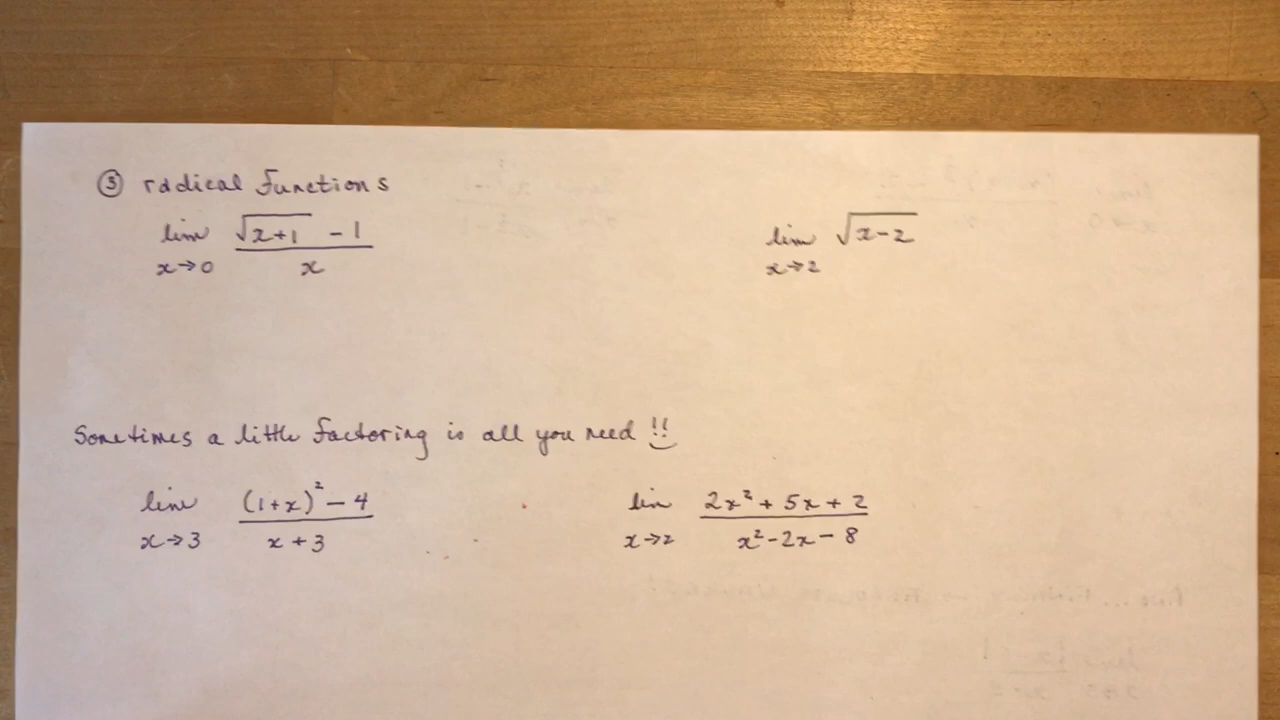 ③ radical functions
lim x→0 (√(x+1) - 1)/x
lim x→2 √(x-2)
Sometimes a little factoring is all you need !!
lim x→3 ((1+x)² - 4)/(x+3)
lim x→2 (2x² + 5x + 2)/(x² - 2x - 8)